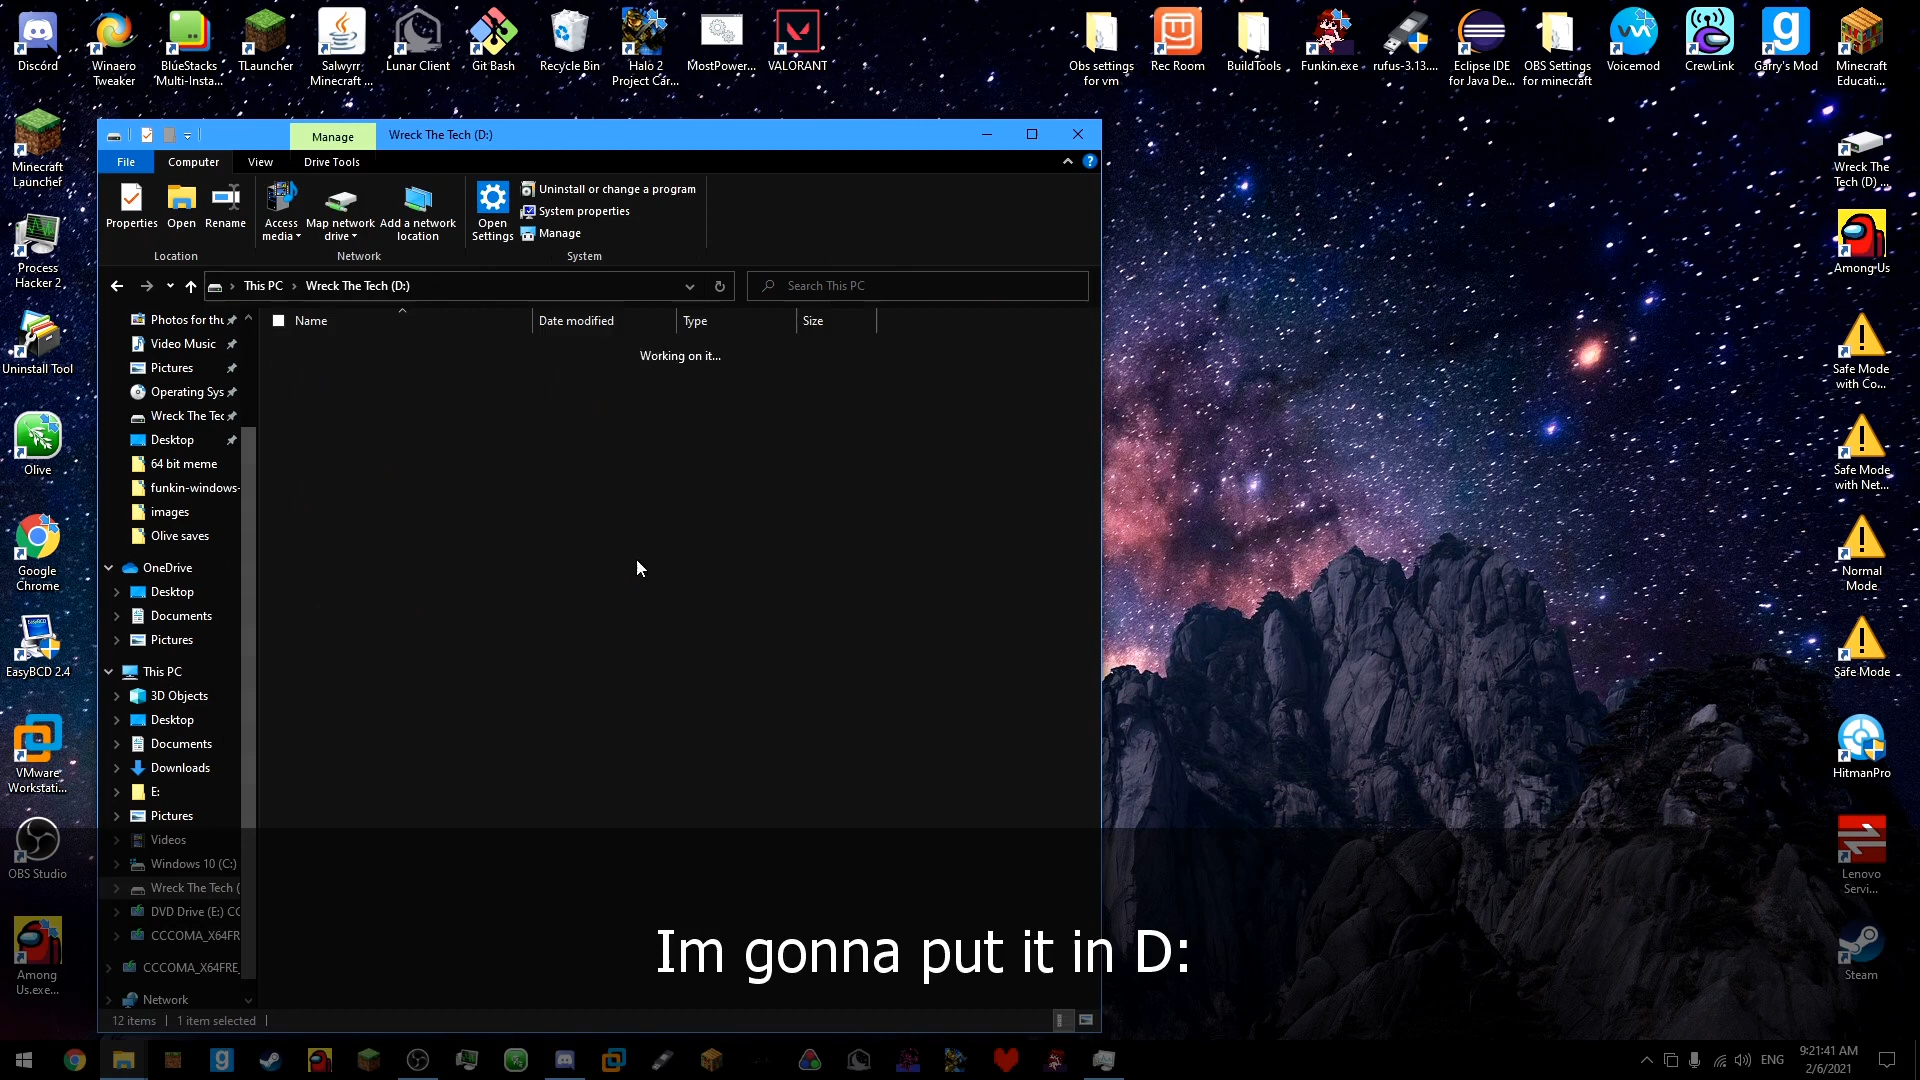 Discord
Winaero
Tweaker
BlueStacks
Multi-Insta...
TLauncher
Salwyrr
Minecraft ...
Lunar Client
Git Bash
Recycle Bin
Halo 2
Project Car...
MostPower...
VALORANT
Obs settings
for vm
Rec Room
BuildTools
Funkin.exe
rufus-3.13....
Eclipse IDE
for Java De...
OBS Settings
for minecraft
Voicemod
CrewLink
Garry's Mod
Minecraft
Educati...
Minecraft
Launcher
Process
Hacker 2
Uninstall Tool
Olive
Google
Chrome
EasyBCD 2.4
VMware
Workstati...
OBS Studio
Among
Us.exe...
Manage
Wreck The Tech (D:)
File
Computer
View
Drive Tools
Properties
Open
Rename
Access
media
Map network
drive
Add a network
location
Open
Settings
Uninstall or change a program
System properties
Manage
Location
Network
System
This PC
Wreck The Tech (D:)
Search This PC
Photos for thu
Video Music
Pictures
Operating Sys
Wreck The Tec
Desktop
64 bit meme
funkin-windows-
images
Olive saves
OneDrive
Desktop
Documents
Pictures
This PC
3D Objects
Desktop
Documents
Downloads
E:
Pictures
Videos
Windows 10 (C:)
Wreck The Tech (
DVD Drive (E:) CC
CCCOMA_X64FR
CCCOMA_X64FRE_
Network
Name
Date modified
Type
Size
Working on it...
12 items
1 item selected
Wreck The
Tech (D) ...
Among Us
Safe Mode
with Co...
Safe Mode
with Net...
Normal
Mode
Safe Mode
HitmanPro
Lenovo
Servi...
Steam
Im gonna put it in D:
ENG
9:21:41 AM
2/6/2021